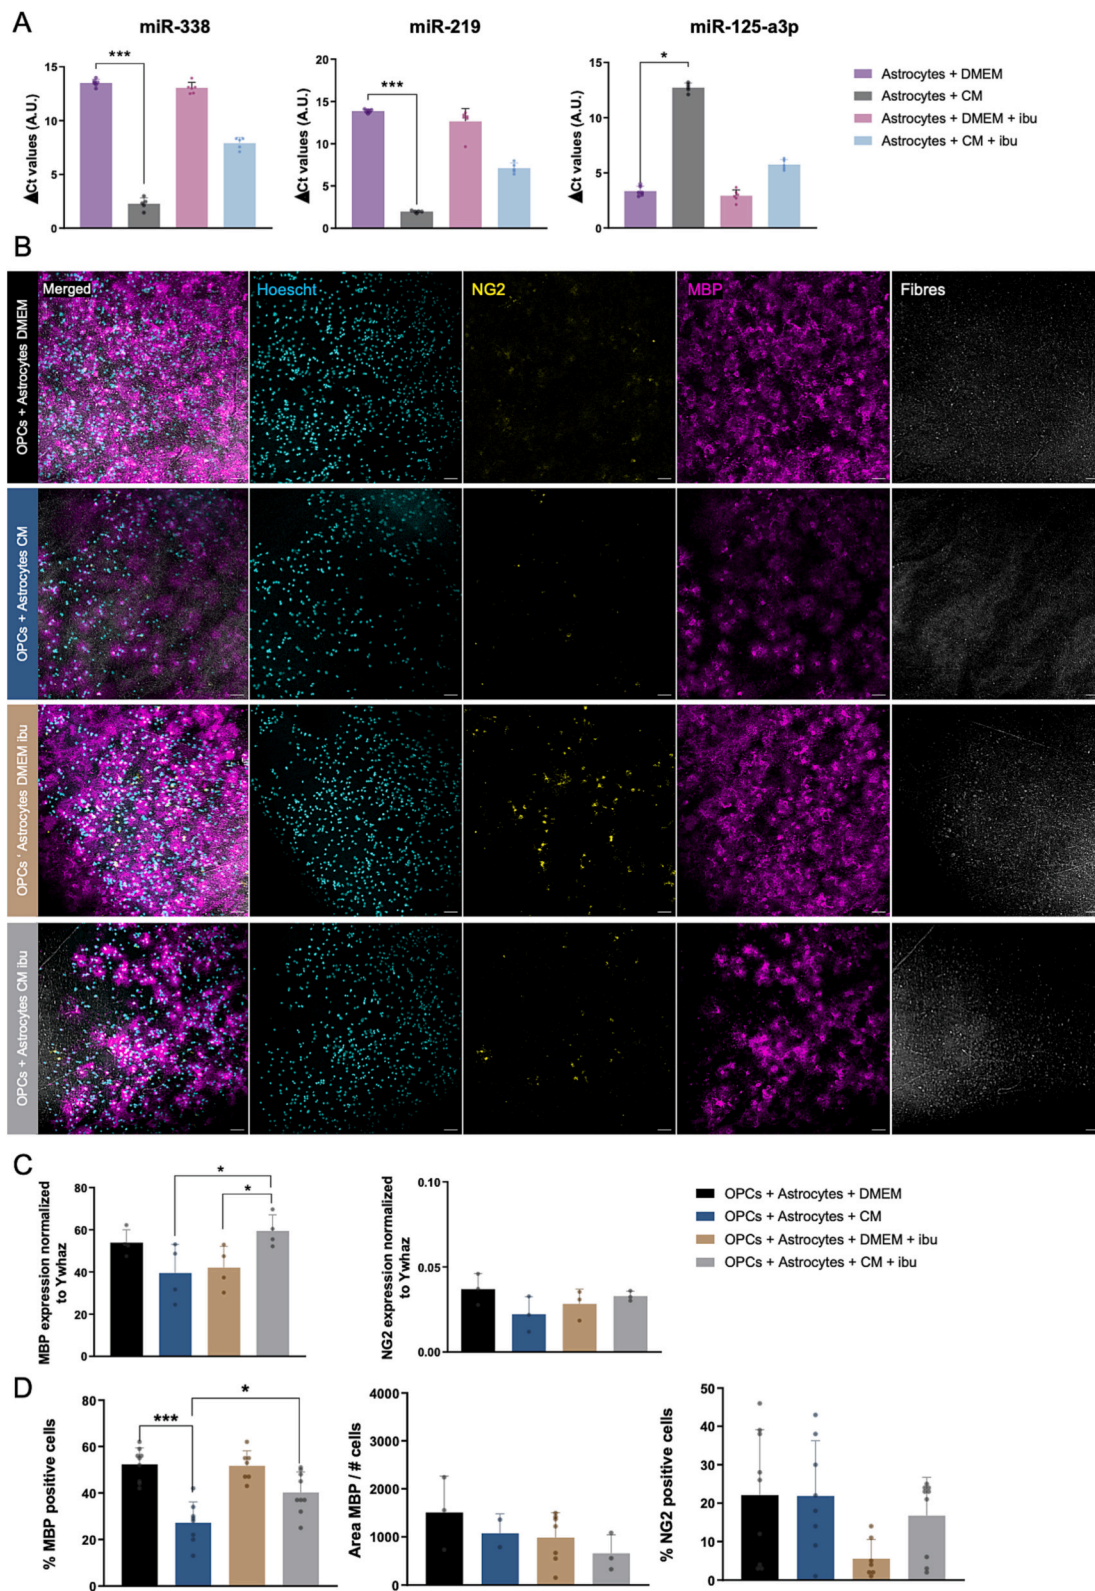 A
miR-338
miR-219
miR-125-a3p
▲Ct values (A.U.)
15
10
5
0
***
▲Ct values (A.U.)
20
15
10
5
0
***
▲Ct values (A.U.)
15
10
5
0
*
Astrocytes + DMEM
Astrocytes + CM
Astrocytes + DMEM + ibu
Astrocytes + CM + ibu
B
Merged
Hoescht
NG2
MBP
Fibres
OPCs + Astrocytes DMEM
OPCs + Astrocytes CM
OPCs ' Astrocytes DMEM ibu
OPCs + Astrocytes CM ibu
C
MBP expression normalized
to Ywhaz
80
60
40
20
0
*
*
NG2 expression normalized
to Ywhaz
0.10
0.05
0.00
OPCs + Astrocytes + DMEM
OPCs + Astrocytes + CM
OPCs + Astrocytes + DMEM + ibu
OPCs + Astrocytes + CM + ibu
D
% MBP positive cells
80
60
40
20
0
***
*
Area MBP / # cells
4000
3000
2000
1000
0
% NG2 positive cells
50
40
30
20
10
0